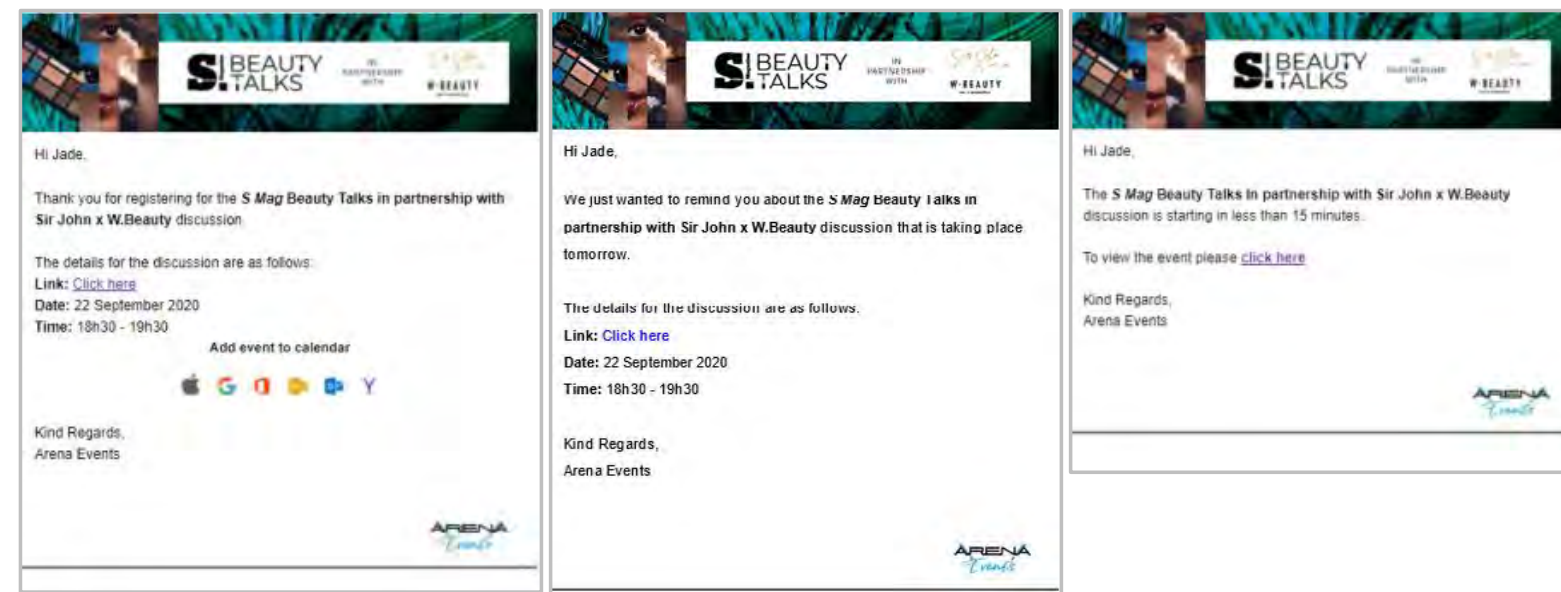 S! BEAUTY TALKS
IN PARTNERSHIP WITH
W·BEAUTY
Hi Jade,
Thank you for registering for the S Mag Beauty Talks in partnership with
Sir John x W.Beauty discussion
The details for the discussion are as follows:
Link: Click here
Date: 22 September 2020
Time: 18h30 - 19h30
Add event to calendar
Kind Regards,
Arena Events
ARENA
Events
S! BEAUTY TALKS
IN PARTNERSHIP WITH
W·BEAUTY
Hi Jade,
We just wanted to remind you about the S Mag Beauty Talks in
partnership with Sir John x W.Beauty discussion that is taking place
tomorrow.
The details for the discussion are as follows.
Link: Click here
Date: 22 September 2020
Time: 18h30 - 19h30
Kind Regards,
Arena Events
ARENA
Events
S! BEAUTY TALKS
IN PARTNERSHIP WITH
W·BEAUTY
Hi Jade,
The S Mag Beauty Talks In partnership with Sir John x W.Beauty
discussion is starting in less than 15 minutes.
To view the event please click here
Kind Regards,
Arena Events
ARENA
Events